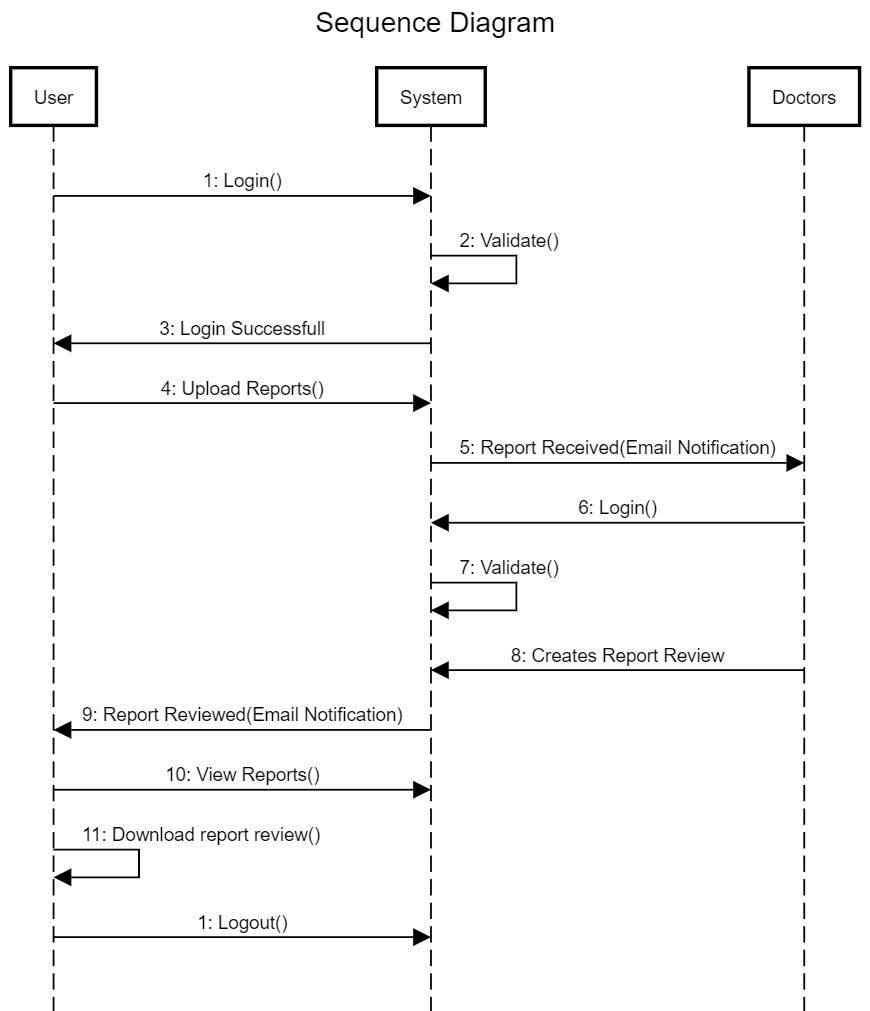 Sequence Diagram
User
System
Doctors
1: Login()
2: Validate()
3: Login Successfull
4: Upload Reports()
5: Report Received(Email Notification)
6: Login()
7: Validate()
8: Creates Report Review
9: Report Reviewed(Email Notification)
10: View Reports()
11: Download report review()
1: Logout()